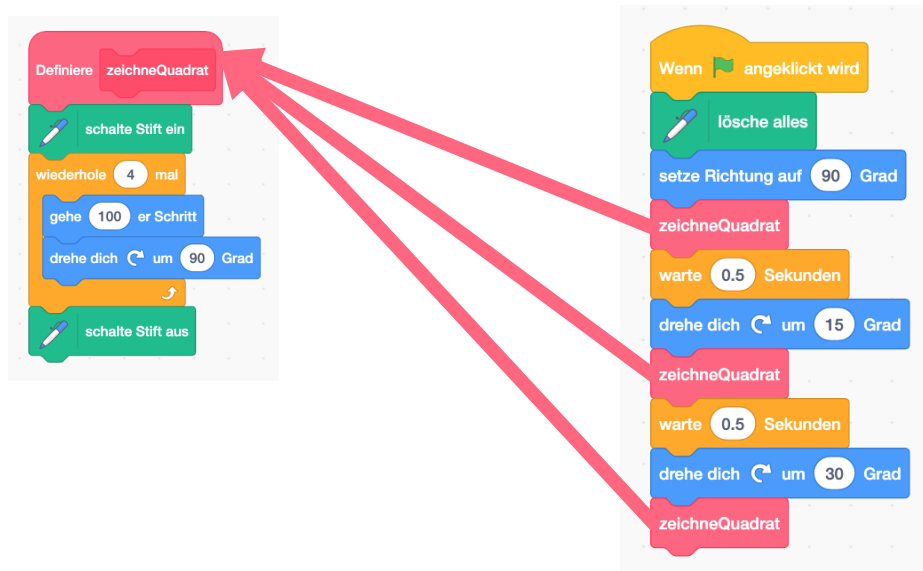 Definiere zeichneQuadrat
schalte Stift ein
wiederhole 4 mal
gehe 100 er Schritt
drehe dich um 90 Grad
schalte Stift aus
Wenn angeklickt wird
lösche alles
setze Richtung auf 90 Grad
zeichneQuadrat
warte 0.5 Sekunden
drehe dich um 15 Grad
zeichneQuadrat
warte 0.5 Sekunden
drehe dich um 30 Grad
zeichneQuadrat